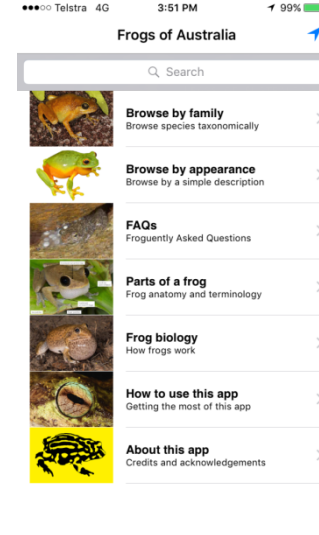 Telstra 4G 3:51 PM 99%
Frogs of Australia
Search
Browse by family
Browse species taxonomically
Browse by appearance
Browse by a simple description
FAQs
Froguently Asked Questions
Parts of a frog
Frog anatomy and terminology
Frog biology
How frogs work
How to use this app
Getting the most of this app
About this app
Credits and acknowledgements